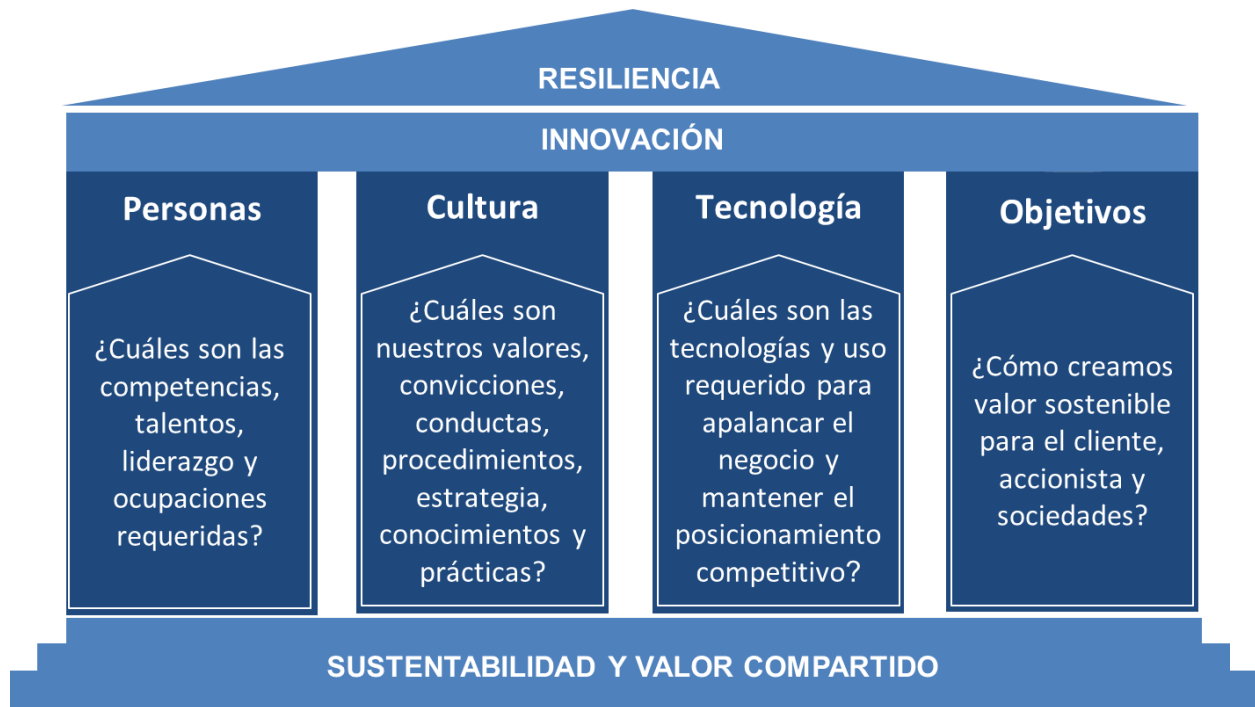 RESILIENCIA
INNOVACIÓN
Personas
¿Cuáles son las
competencias,
talentos,
liderazgo y
ocupaciones
requeridas?
Cultura
¿Cuáles son
nuestros valores,
convicciones,
conductas,
procedimientos,
estrategia,
conocimientos y
prácticas?
Tecnología
¿Cuáles son las
tecnologías y uso
requerido para
apalancar el
negocio y
mantener el
posicionamiento
competitivo?
Objetivos
¿Cómo creamos
valor sostenible
para el cliente,
accionista y
sociedades?
SUSTENTABILIDAD Y VALOR COMPARTIDO